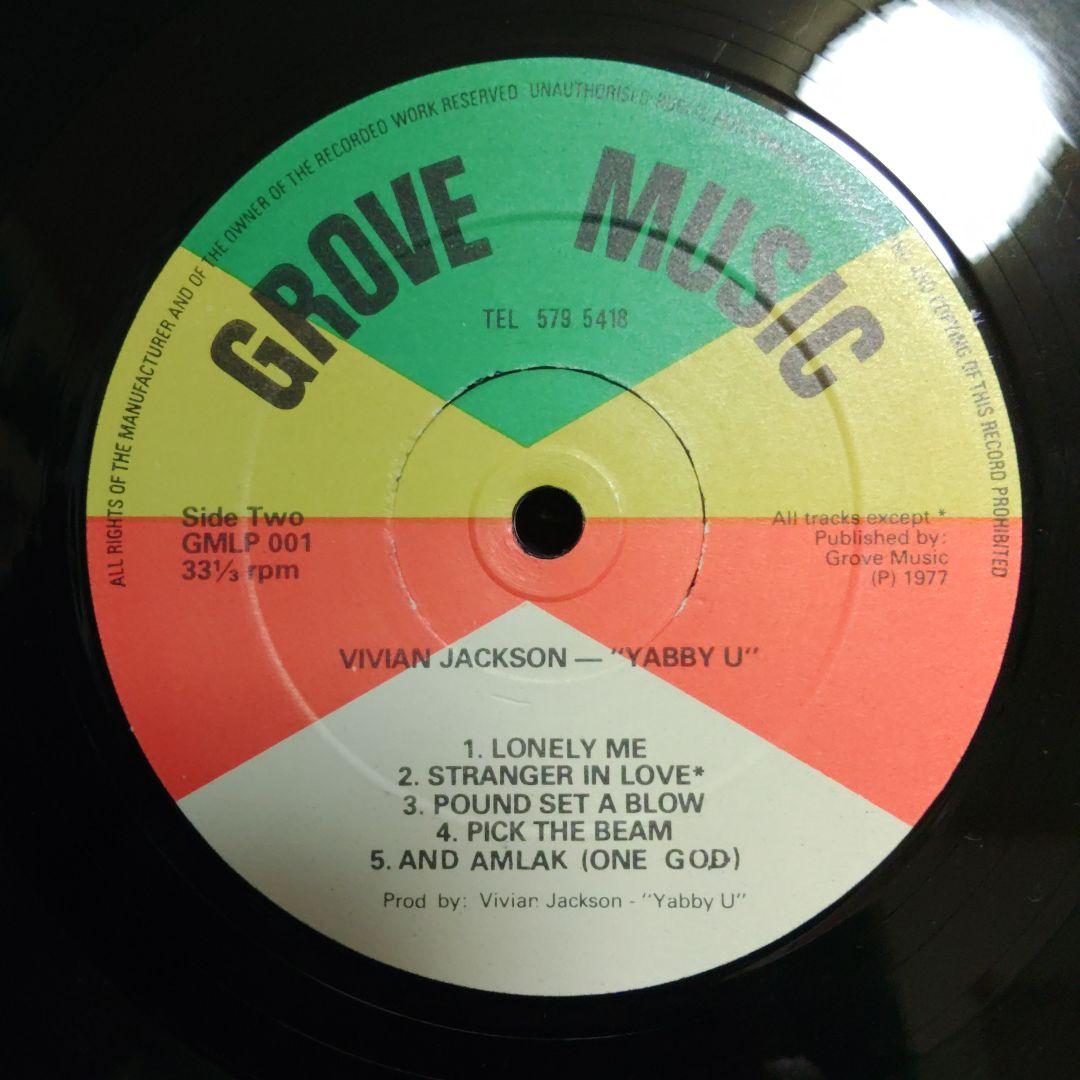 ALL RIGHTS OF THE MANUFACTURER AND OF THE OWNER OF THE RECORDED WORK RESERVED UNAUTHORISED AND COPYING OF THIS RECORD PROHIBITED
GROVE MUSIC
TEL 579 5418
Side Two
GMLP 001
33⅓ rpm
All tracks except *
Published by:
Grove Music
(P) 1977
VIVIAN JACKSON — "YABBY U"
1. LONELY ME
2. STRANGER IN LOVE*
3. POUND SET A BLOW
4. PICK THE BEAM
5. AND AMLAK (ONE GOD)
Prod by: Vivian Jackson - "Yabby U"